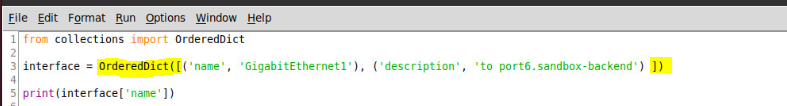 File Edit Format Run Options Window Help
1 from collections import OrderedDict
2
3 interface = OrderedDict([('name', 'GigabitEthernet1'), ('description', 'to port6.sandbox-backend') ])
4
5 print(interface['name'])